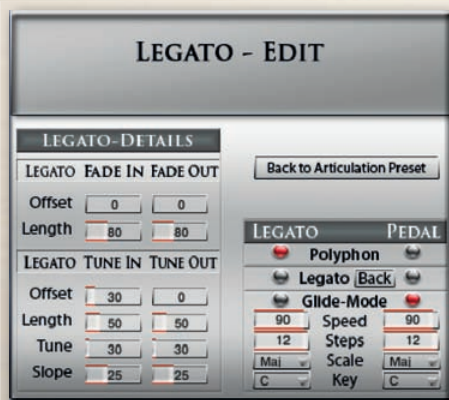 LEGATO - EDIT
LEGATO-DETAILS
LEGATO FADE IN FADE OUT
Offset 0 0
Length 80 80
LEGATO TUNE IN TUNE OUT
Offset 30 0
Length 50 50
Tune 30 30
Slope 25 25
Back to Articulation Preset
LEGATO PEDAL
Polyphon
Legato Back
Glide-Mode
90 Speed 90
12 Steps 12
Maj Scale Maj
C Key C